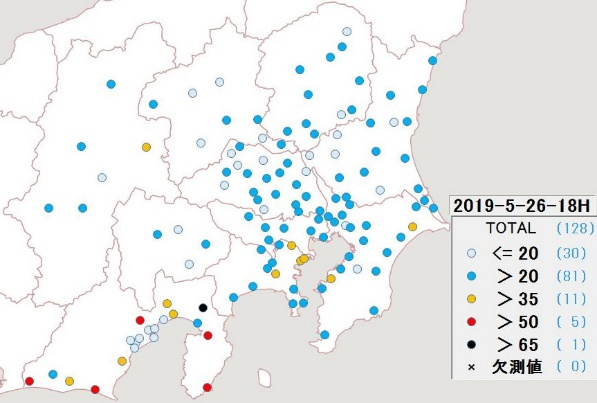 2019-5-26-18H
TOTAL (128)
<= 20 (30)
> 20 (81)
> 35 (11)
> 50 ( 5)
> 65 ( 1)
× 欠測値 ( 0)